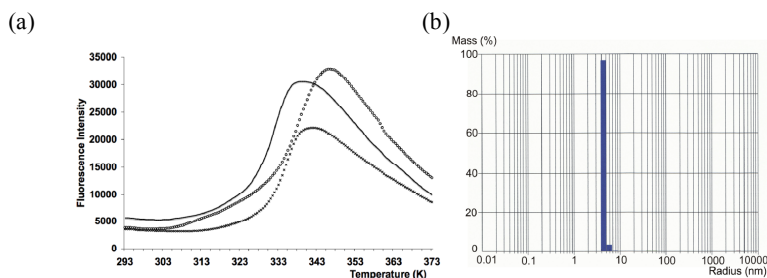 (a)
35000
30000
25000
20000
15000
10000
5000
0
Fluorescence Intensity
293 303 313 323 333 343 353 363 373
Temperature (K)
(b)
Mass (%)
100
80
60
40
20
0
0.01 0.1 1 10 100 1000 10000
Radius (nm)